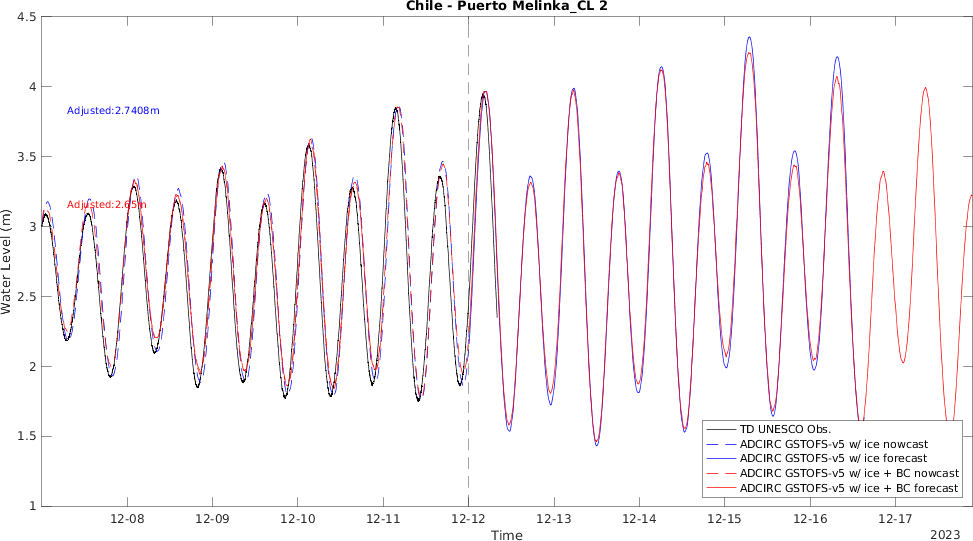 Chile - Puerto Melinka_CL 2
4.5
4
3.5
3
2.5
2
1.5
1
Water Level (m)
Adjusted:2.7408m
Adjusted:2.65m
TD UNESCO Obs.
ADCIRC GSTOFS-v5 w/ ice nowcast
ADCIRC GSTOFS-v5 w/ ice forecast
ADCIRC GSTOFS-v5 w/ ice + BC nowcast
ADCIRC GSTOFS-v5 w/ ice + BC forecast
12-08 12-09 12-10 12-11 12-12 12-13 12-14 12-15 12-16 12-17
Time
2023